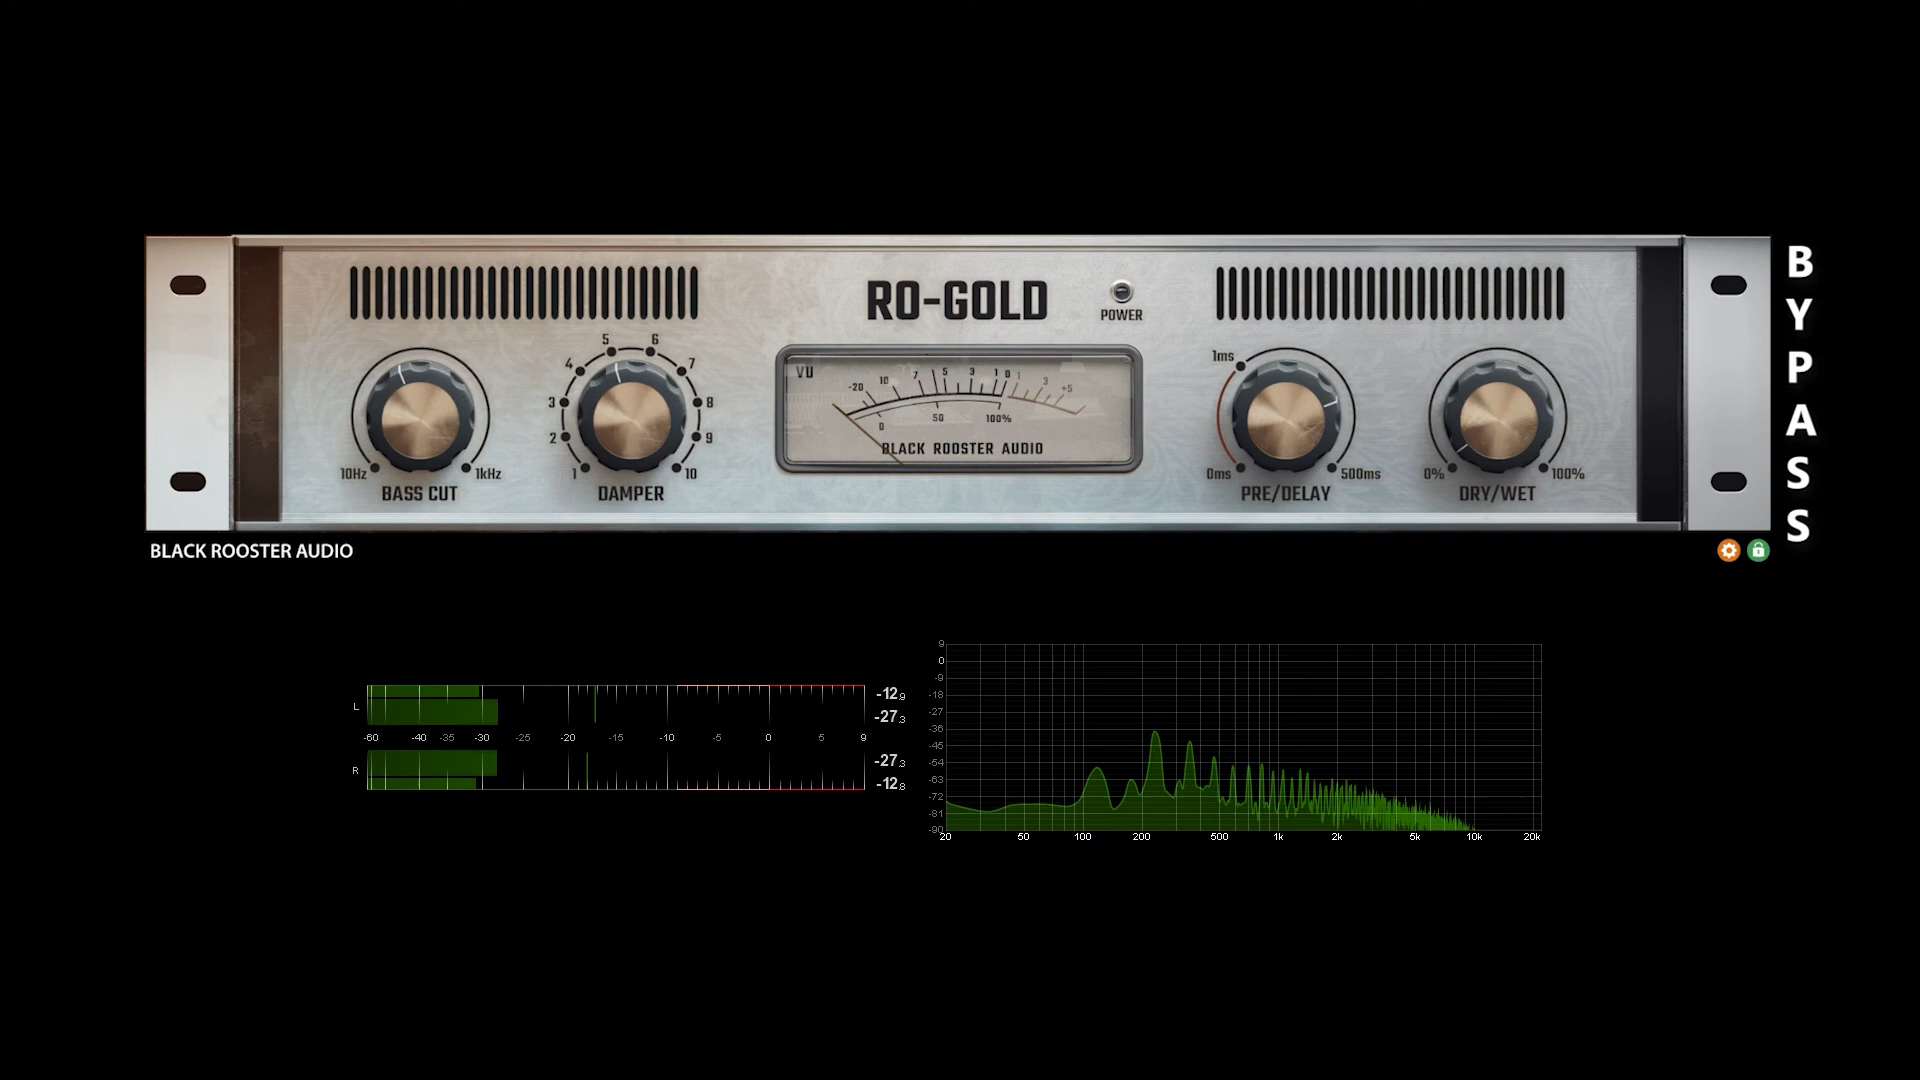 RO-GOLD
POWER
B
Y
P
A
S
S
5 6
4 7
3 8
2 9
1 10
10Hz 1kHz
BASS CUT
DAMPER
VU
-20 10 7 5 3 1 0 1 3 +5
0 50 100%
BLACK ROOSTER AUDIO
1ms
0ms 500ms
PRE/DELAY
0% 100%
DRY/WET
BLACK ROOSTER AUDIO
L
-12.9
-27.3
-60 -40 -35 -30 -25 -20 -15 -10 -5 0 5 9
R
-27.3
-12.8
9
0
-9
-18
-27
-36
-45
-54
-63
-72
-81
-90
20 50 100 200 500 1k 2k 5k 10k 20k